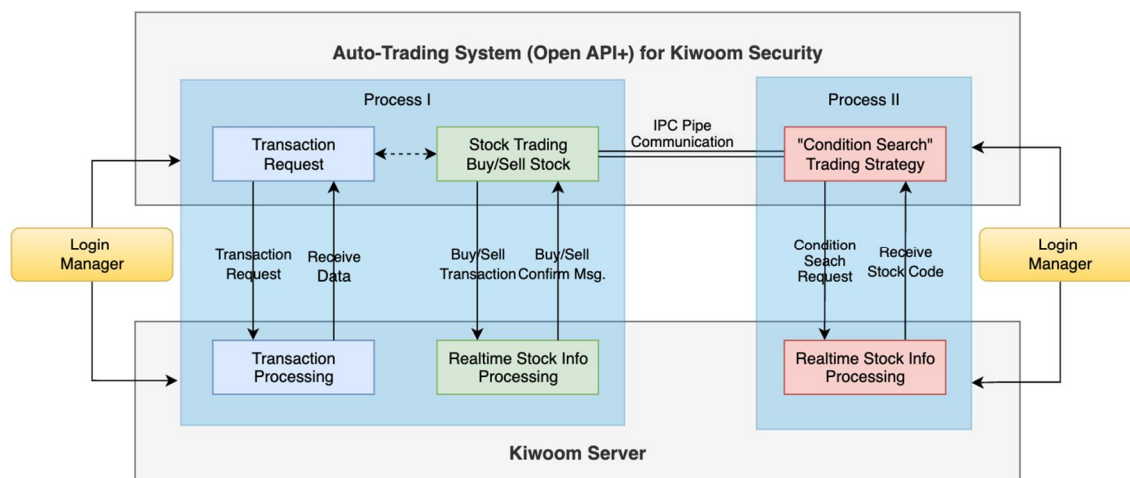 Auto-Trading System (Open API+) for Kiwoom Security
Process I
Process II
Transaction
Request
Stock Trading
Buy/Sell Stock
IPC Pipe
Communication
"Condition Search"
Trading Strategy
Login
Manager
Transaction
Request
Receive
Data
Buy/Sell
Transaction
Buy/Sell
Confirm Msg.
Condition
Seach
Request
Receive
Stock Code
Login
Manager
Transaction
Processing
Realtime Stock Info
Processing
Realtime Stock Info
Processing
Kiwoom Server